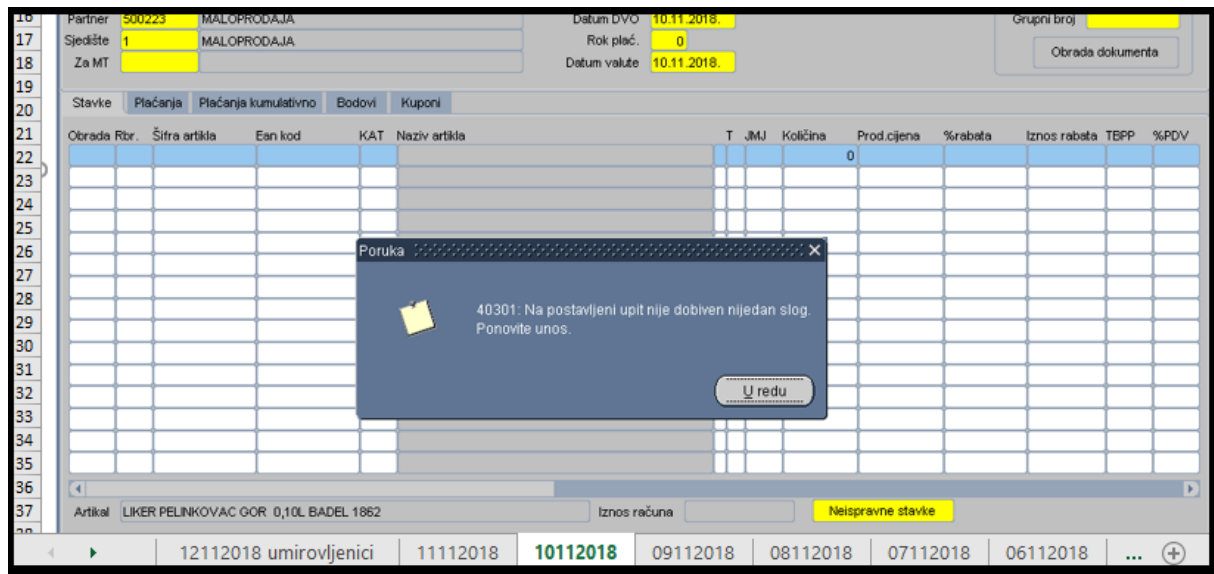 16 Partner 500223 MALOPRODAJA Datum DVO 10.11.2018. Grupni broj
17 Sjedište 1 MALOPRODAJA Rok plać. 0 Obrada dokumenta
18 Za MT Datum valute 10.11.2018.
19
20 Stavke Plaćanja Plaćanja kumulativno Bodovi Kuponi
21 Obrada Rbr. Šifra artikla Ean kod KAT Naziv artikla T JMJ Količina Prod.cijena %rabata Iznos rabata TBPP %PDV
22 0
23
24
25
26 Poruka
27
28 40301: Na postavljeni upit nije dobiven nijedan slog.
29 Ponovite unos.
30
31
32 U redu
33
34
35
36
37 Artikal LIKER PELINKOVAC GOR 0,10L BADEL 1862 Iznos računa Neispravne stavke
12112018 umirovljenici 11112018 10112018 09112018 08112018 07112018 06112018 ...